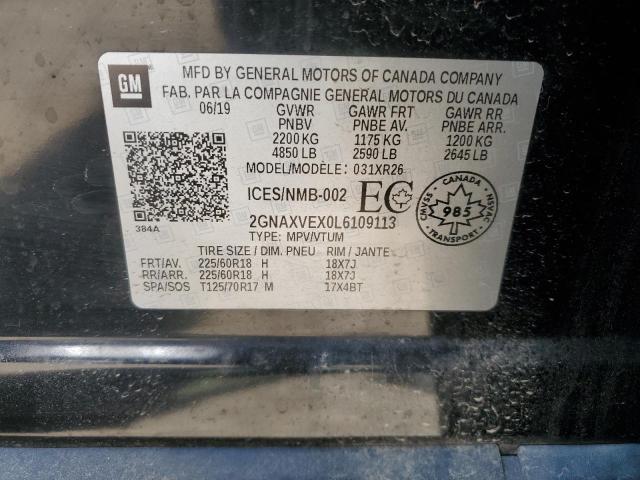 GM
MFD BY GENERAL MOTORS OF CANADA COMPANY
FAB. PAR LA COMPAGNIE GENERAL MOTORS DU CANADA
06/19 GVWR GAWR FRT GAWR RR
PNBV PNBE AV. PNBE ARR.
2200 KG 1175 KG 1200 KG
4850 LB 2590 LB 2645 LB
MODEL/MODÈLE: 031XR26
ICES/NMB-002 EC
384A
2GNAXVEX0L6109113
TYPE: MPV/VTUM
CANADA
CMVSS 985 NSVAC
TRANSPORT
TIRE SIZE / DIM. PNEU RIM / JANTE
FRT/AV. 225/60R18 H 18X7J
RR/ARR. 225/60R18 H 18X7J
SPA/SOS T125/70R17 M 17X4BT